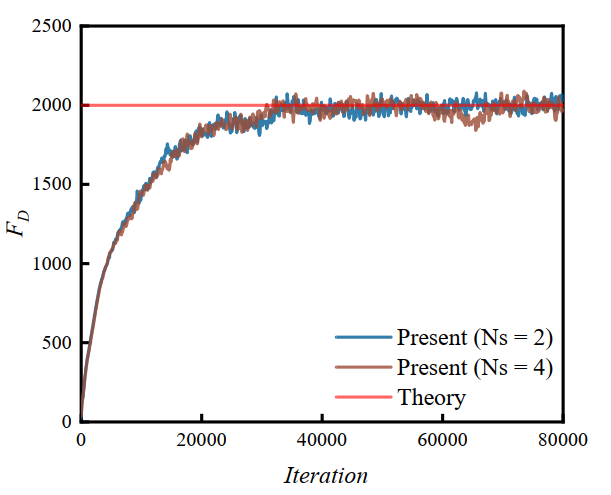 2500
2000
1500
1000
500
0
F_D
Present (Ns = 2)
Present (Ns = 4)
Theory
0 20000 40000 60000 80000
Iteration